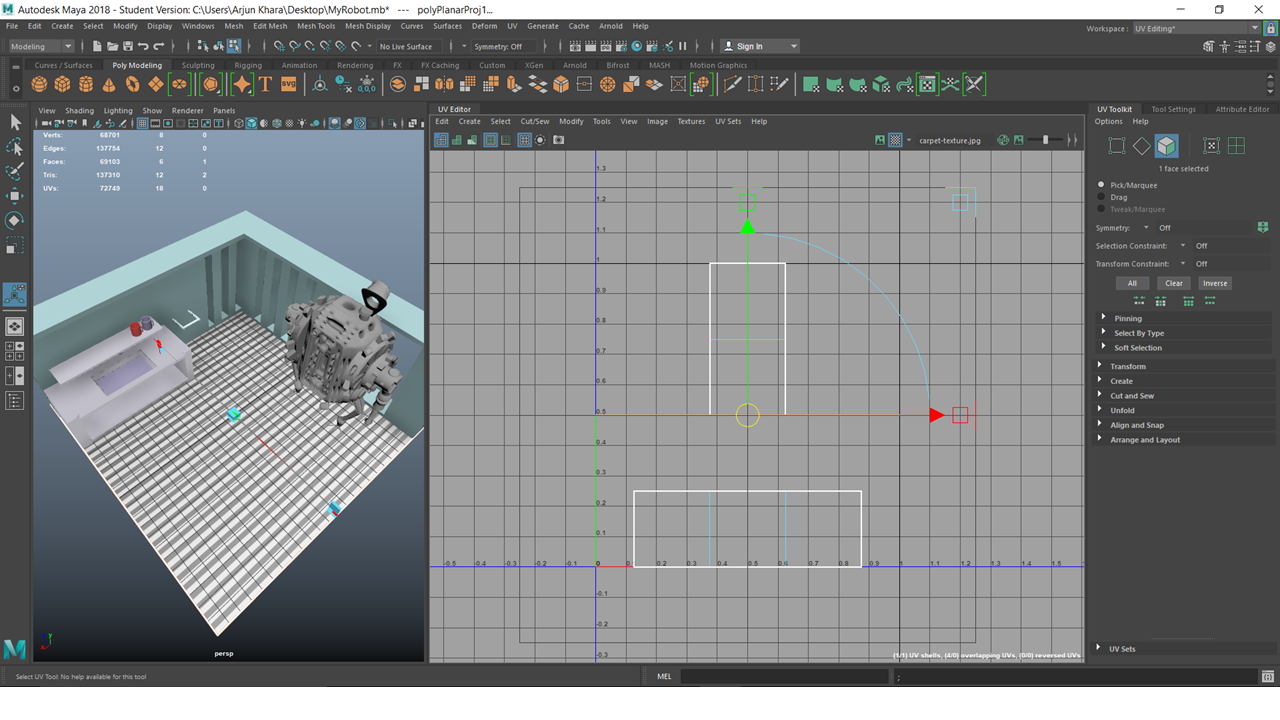 Autodesk Maya 2018 - Student Version: C:\Users\Arjun Khara\Desktop\MyRobot.mb* --- polyPlanarProj1...
File Edit Create Select Modify Display Windows Mesh Edit Mesh Mesh Tools Mesh Display Curves Surfaces Deform UV Generate Cache Arnold Help
Workspace : UV Editing*
Modeling No Live Surface Symmetry: Off Sign In
Curves / Surfaces Poly Modeling Sculpting Rigging Animation Rendering FX FX Caching Custom XGen Arnold Bifrost MASH Motion Graphics
View Shading Lighting Show Renderer Panels
Verts: 68701 8 0
Edges: 137754 12 0
Faces: 69103 6 1
Tris: 137310 12 2
UVs: 72749 18 0
persp
UV Editor
Edit Create Select Cut/Sew Modify Tools View Image Textures UV Sets Help
carpet-texture.jpg
1.3
1.2
1.1
1
0.9
0.8
0.7
0.6
0.5
0.4
0.3
0.2
0.1
-0.5 -0.4 -0.3 -0.2 -0.1 0 0.1 0.2 0.3 0.4 0.5 0.6 0.7 0.8 0.9 1 1.1 1.2 1.3 1.4 1.5
-0.1
-0.2
-0.3
(1/1) UV shells, (4/0) overlapping UVs, (0/0) reversed UVs
UV Toolkit Tool Settings Attribute Editor
Options Help
1 face selected
Pick/Marquee
Drag
Tweak/Marquee
Symmetry: Off
Selection Constraint: Off
Transform Constraint: Off
All Clear Inverse
Pinning
Select By Type
Soft Selection
Transform
Create
Cut and Sew
Unfold
Align and Snap
Arrange and Layout
UV Sets
Select UV Tool: No help available for this tool
MEL
;